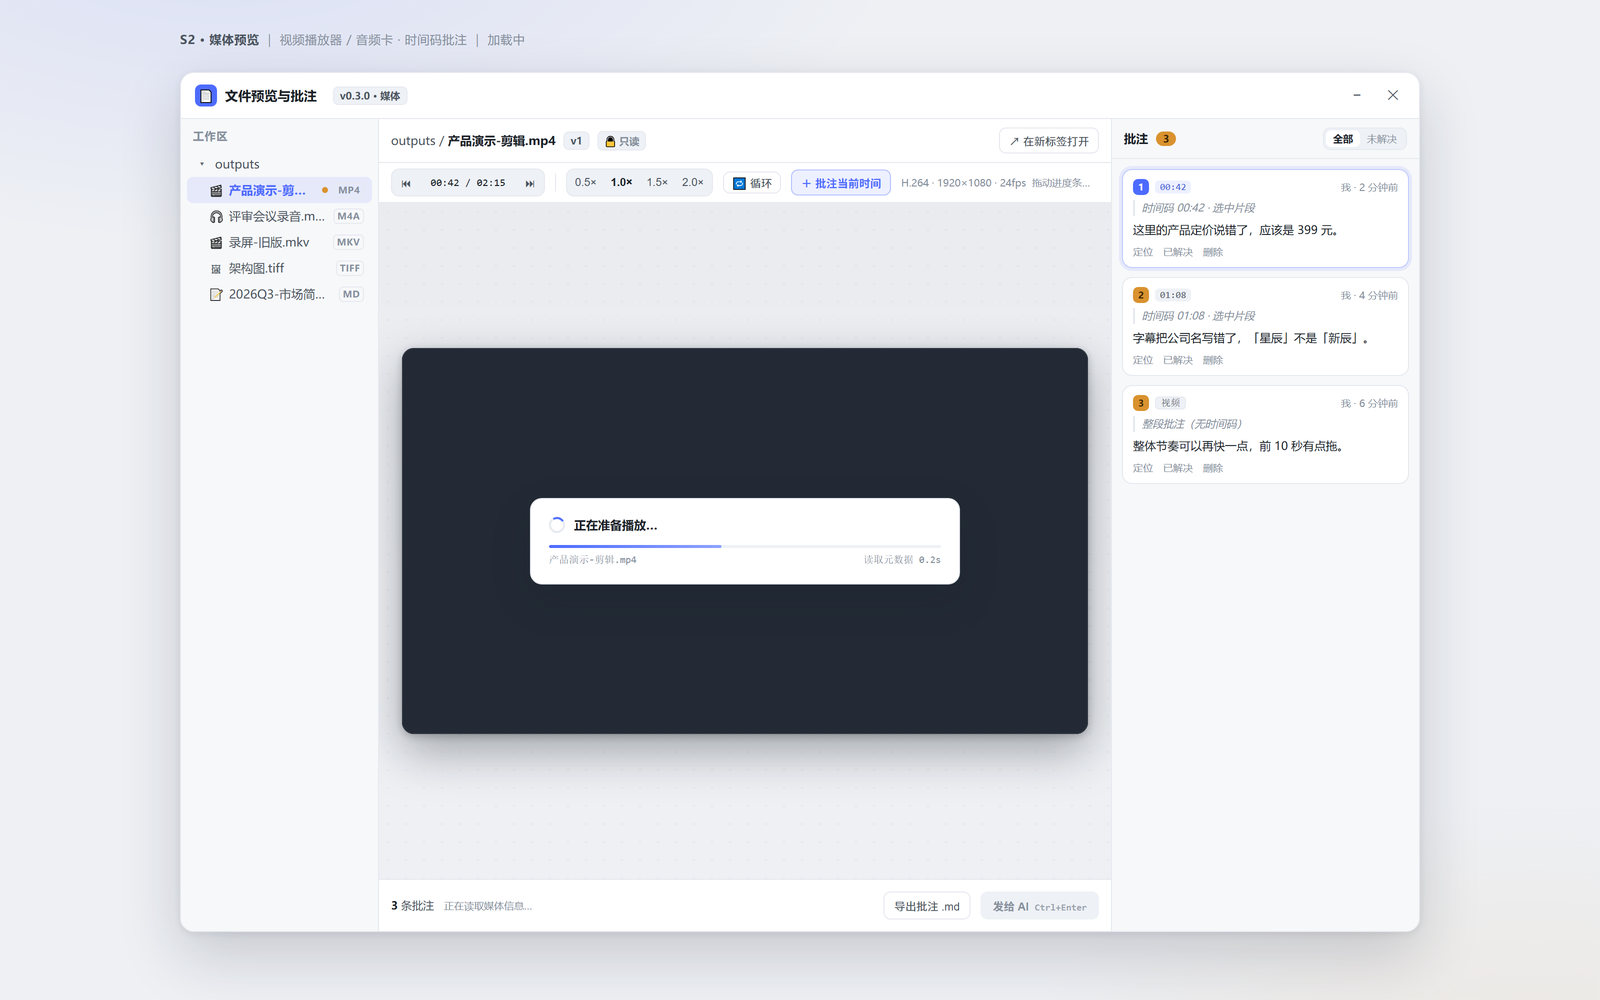 S2 • 媒体预览 | 视频播放器 / 音频卡 · 时间码批注 | 加载中
文件预览与批注 v0.3.0 • 媒体
工作区
outputs
产品演示-剪... MP4
评审会议录音.m... M4A
录屏-旧版.mkv MKV
架构图.tiff TIFF
2026Q3-市场简... MD
outputs / 产品演示-剪辑.mp4 v1 只读 ↗ 在新标签打开
00:42 / 02:15 0.5× 1.0× 1.5× 2.0× 循环 + 批注当前时间 H.264 · 1920×1080 · 24fps 拖动进度条...
正在准备播放...
产品演示-剪辑.mp4 读取元数据 0.2s
3 条批注 正在读取媒体信息... 导出批注 .md 发给 AI Ctrl+Enter
批注 3 全部 未解决
1 00:42 我 · 2 分钟前
时间码 00:42 · 选中片段
这里的产品定价说错了，应该是 399 元。
定位 已解决 删除
2 01:08 我 · 4 分钟前
时间码 01:08 · 选中片段
字幕把公司名写错了，「星辰」不是「新辰」。
定位 已解决 删除
3 视频 我 · 6 分钟前
整段批注（无时间码）
整体节奏可以再快一点，前 10 秒有点拖。
定位 已解决 删除